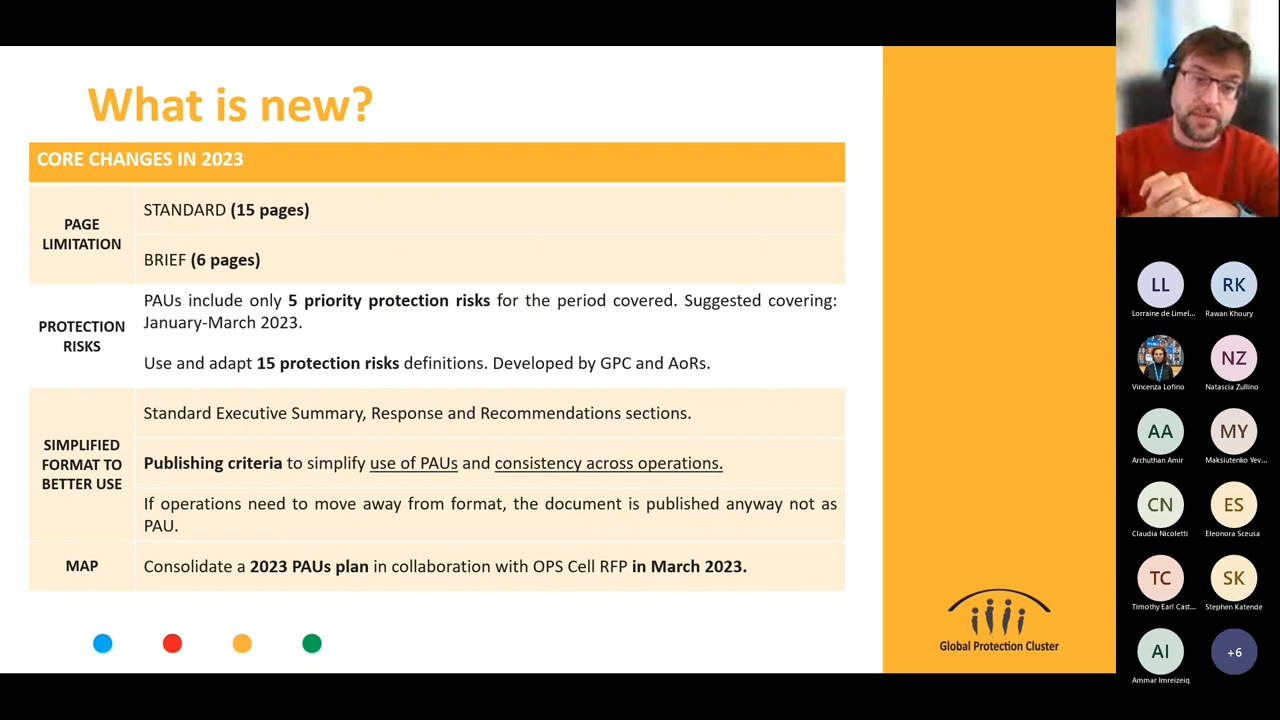 What is new?
CORE CHANGES IN 2023
PAGE
LIMITATION
STANDARD (15 pages)
BRIEF (6 pages)
PROTECTION
RISKS
PAUs include only 5 priority protection risks for the period covered. Suggested covering:
January-March 2023.
Use and adapt 15 protection risks definitions. Developed by GPC and AoRs.
SIMPLIFIED
FORMAT TO
BETTER USE
Standard Executive Summary, Response and Recommendations sections.
Publishing criteria to simplify use of PAUs and consistency across operations.
If operations need to move away from format, the document is published anyway not as
PAU.
MAP
Consolidate a 2023 PAUs plan in collaboration with OPS Cell RFP in March 2023.
Global Protection Cluster
LL
Lorraine de Limel...
RK
Rawan Khoury
Vincenza Lofino
NZ
Natascia Zullino
AA
Archuthan Amir
MY
Maksiutenko Yev...
CN
Claudia Nicoletti
ES
Eleonora Sceusa
TC
Timothy Earl Cast...
SK
Stephen Katende
AI
Ammar Imreizeiq
+6